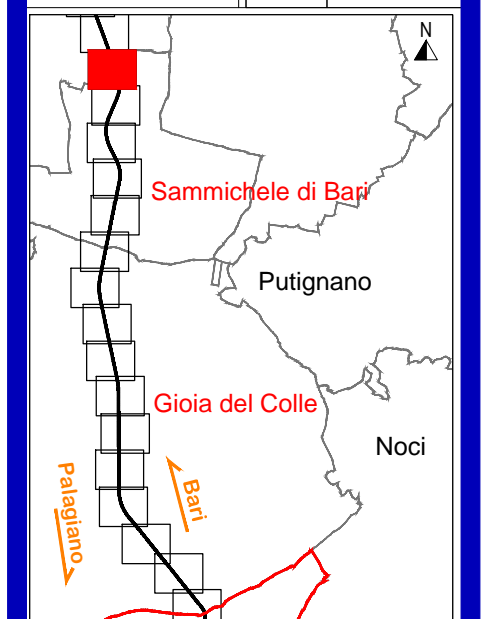 N
Sammichele di Bari
Putignano
Gioia del Colle
Noci
Palagiano
Bari